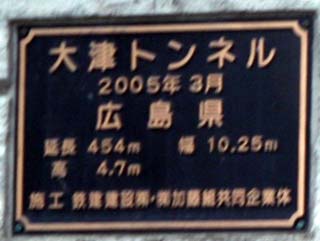 大津トンネル
2005年 3月
広島県
延長 454m 幅 10.25m
高 4.7m
施工 鉄建建設㈱・㈱加藤組共同企業体